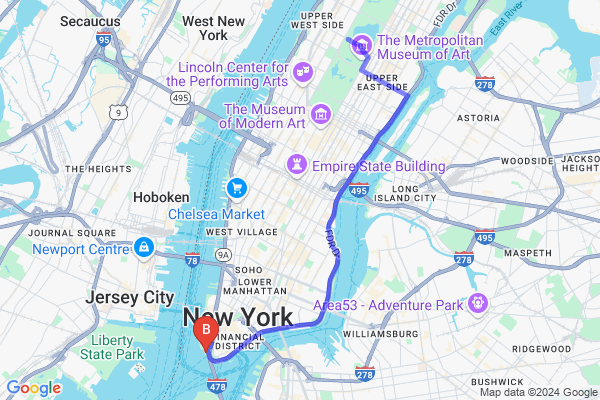 Secaucus
West New
York
UPPER
WEST SIDE
FDR Dr
East River
95
The Metropolitan
Museum of Art
Lincoln Center for
the Performing Arts
UPPER
EAST SIDE
278
495
9
The Museum
of Modern Art
ASTORIA
THE HEIGHTS
Empire State Building
WOODSIDE
JACKSON
HEIGHTS
Hoboken
Chelsea Market
495
LONG
ISLAND CITY
JOURNAL SQUARE
Newport Centre
WEST VILLAGE
FDR Dr
495
78
9A
278
MASPETH
SOHO
LOWER
MANHATTAN
Jersey City
New York
Area53 - Adventure Park
B
FINANCIAL
DISTRICT
WILLIAMSBURG
Liberty
State Park
RIDGEWOOD
278
478
BUSHWICK
Google
Map data ©2024 Google